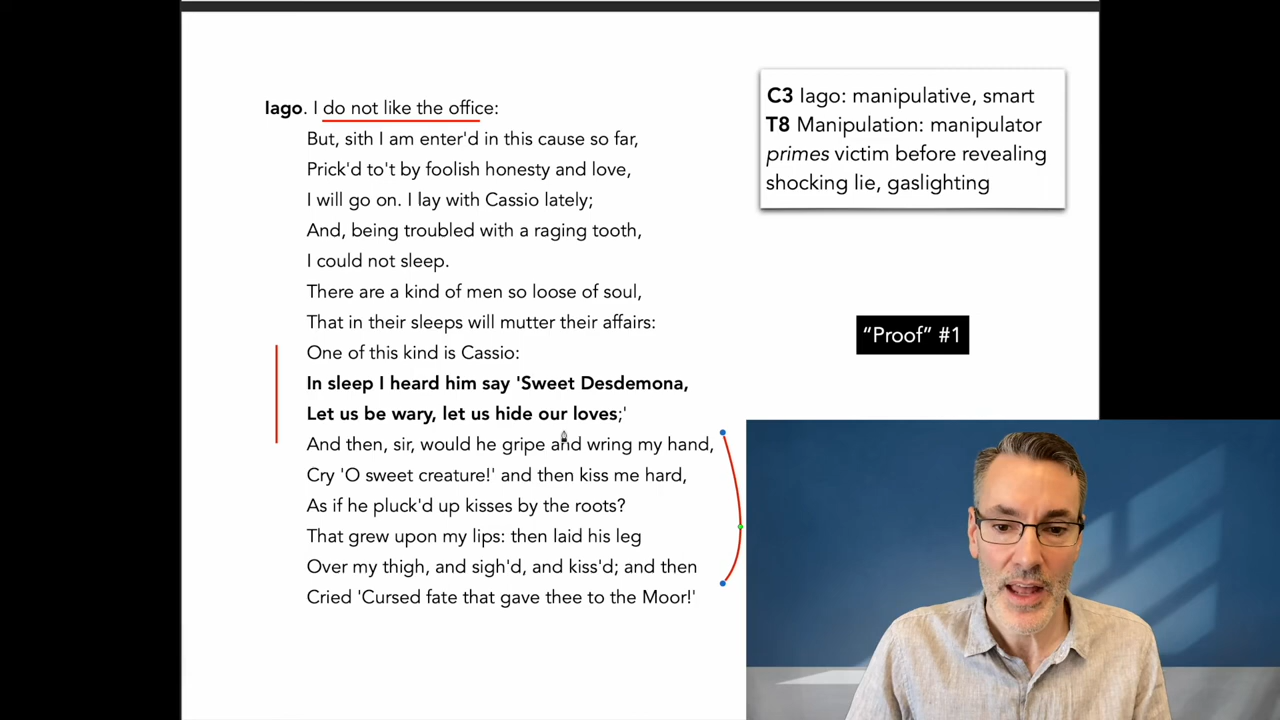 Iago. I do not like the office:
But, sith I am enter'd in this cause so far,
Prick'd to't by foolish honesty and love,
I will go on. I lay with Cassio lately;
And, being troubled with a raging tooth,
I could not sleep.
There are a kind of men so loose of soul,
That in their sleeps will mutter their affairs:
One of this kind is Cassio:
In sleep I heard him say 'Sweet Desdemona,
Let us be wary, let us hide our loves;'
And then, sir, would he gripe and wring my hand,
Cry 'O sweet creature!' and then kiss me hard,
As if he pluck'd up kisses by the roots?
That grew upon my lips: then laid his leg
Over my thigh, and sigh'd, and kiss'd; and then
Cried 'Cursed fate that gave thee to the Moor!'
C3 Iago: manipulative, smart
T8 Manipulation: manipulator
primes victim before revealing
shocking lie, gaslighting
“Proof” #1